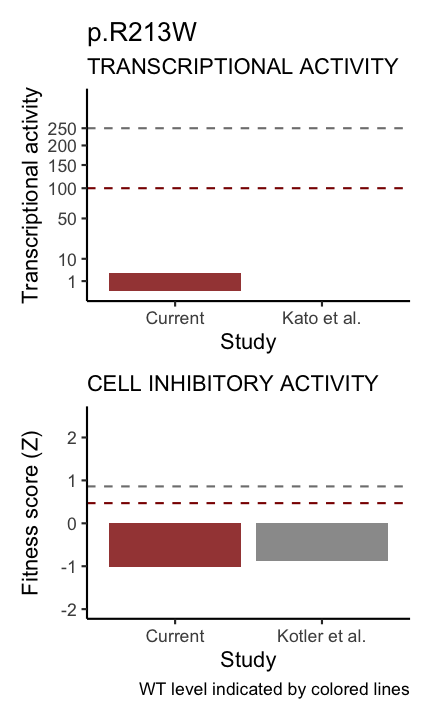 p.R213W
TRANSCRIPTIONAL ACTIVITY
Transcriptional activity
250
200
150
100
50
10
1
Current
Kato et al.
Study
CELL INHIBITORY ACTIVITY
Fitness score (Z)
2
1
0
-1
-2
Current
Kotler et al.
Study
WT level indicated by colored lines